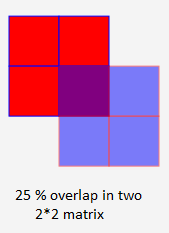 25 % overlap in two
2*2 matrix